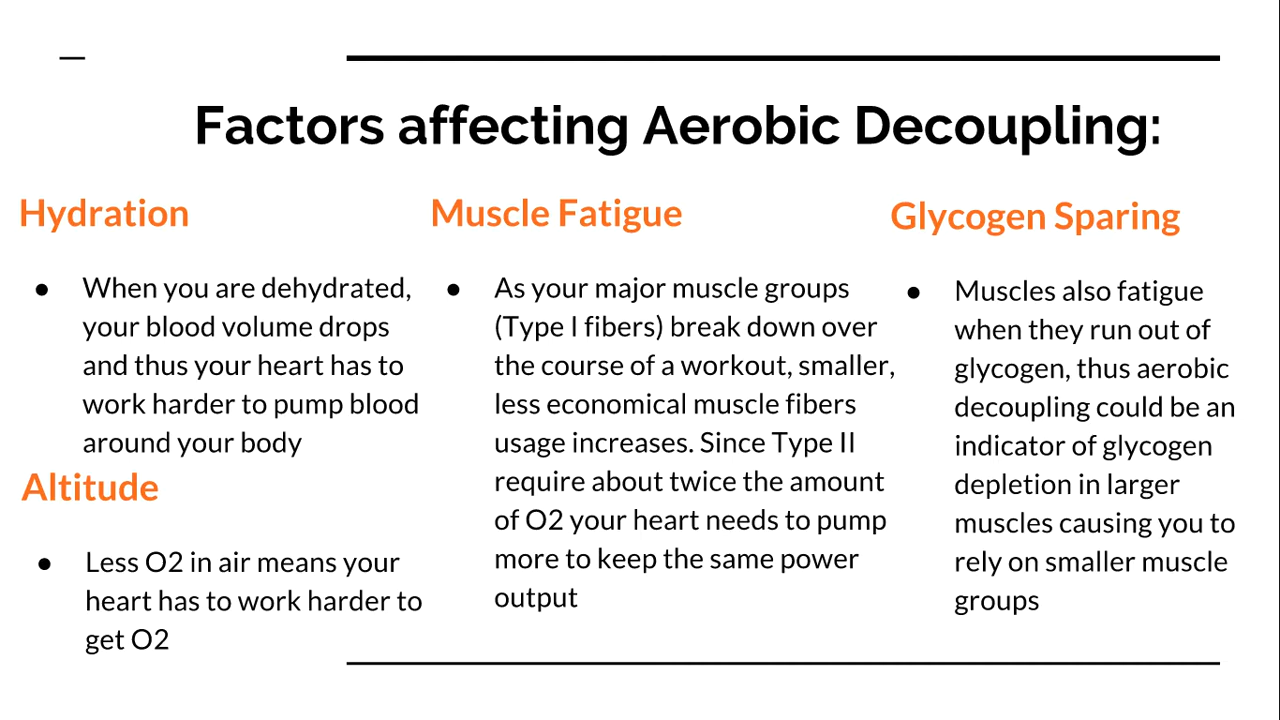 Factors affecting Aerobic Decoupling:
Hydration
● When you are dehydrated,
your blood volume drops
and thus your heart has to
work harder to pump blood
around your body
Altitude
● Less O2 in air means your
heart has to work harder to
get O2
Muscle Fatigue
● As your major muscle groups
(Type I fibers) break down over
the course of a workout, smaller,
less economical muscle fibers
usage increases. Since Type II
require about twice the amount
of O2 your heart needs to pump
more to keep the same power
output
Glycogen Sparing
● Muscles also fatigue
when they run out of
glycogen, thus aerobic
decoupling could be an
indicator of glycogen
depletion in larger
muscles causing you to
rely on smaller muscle
groups